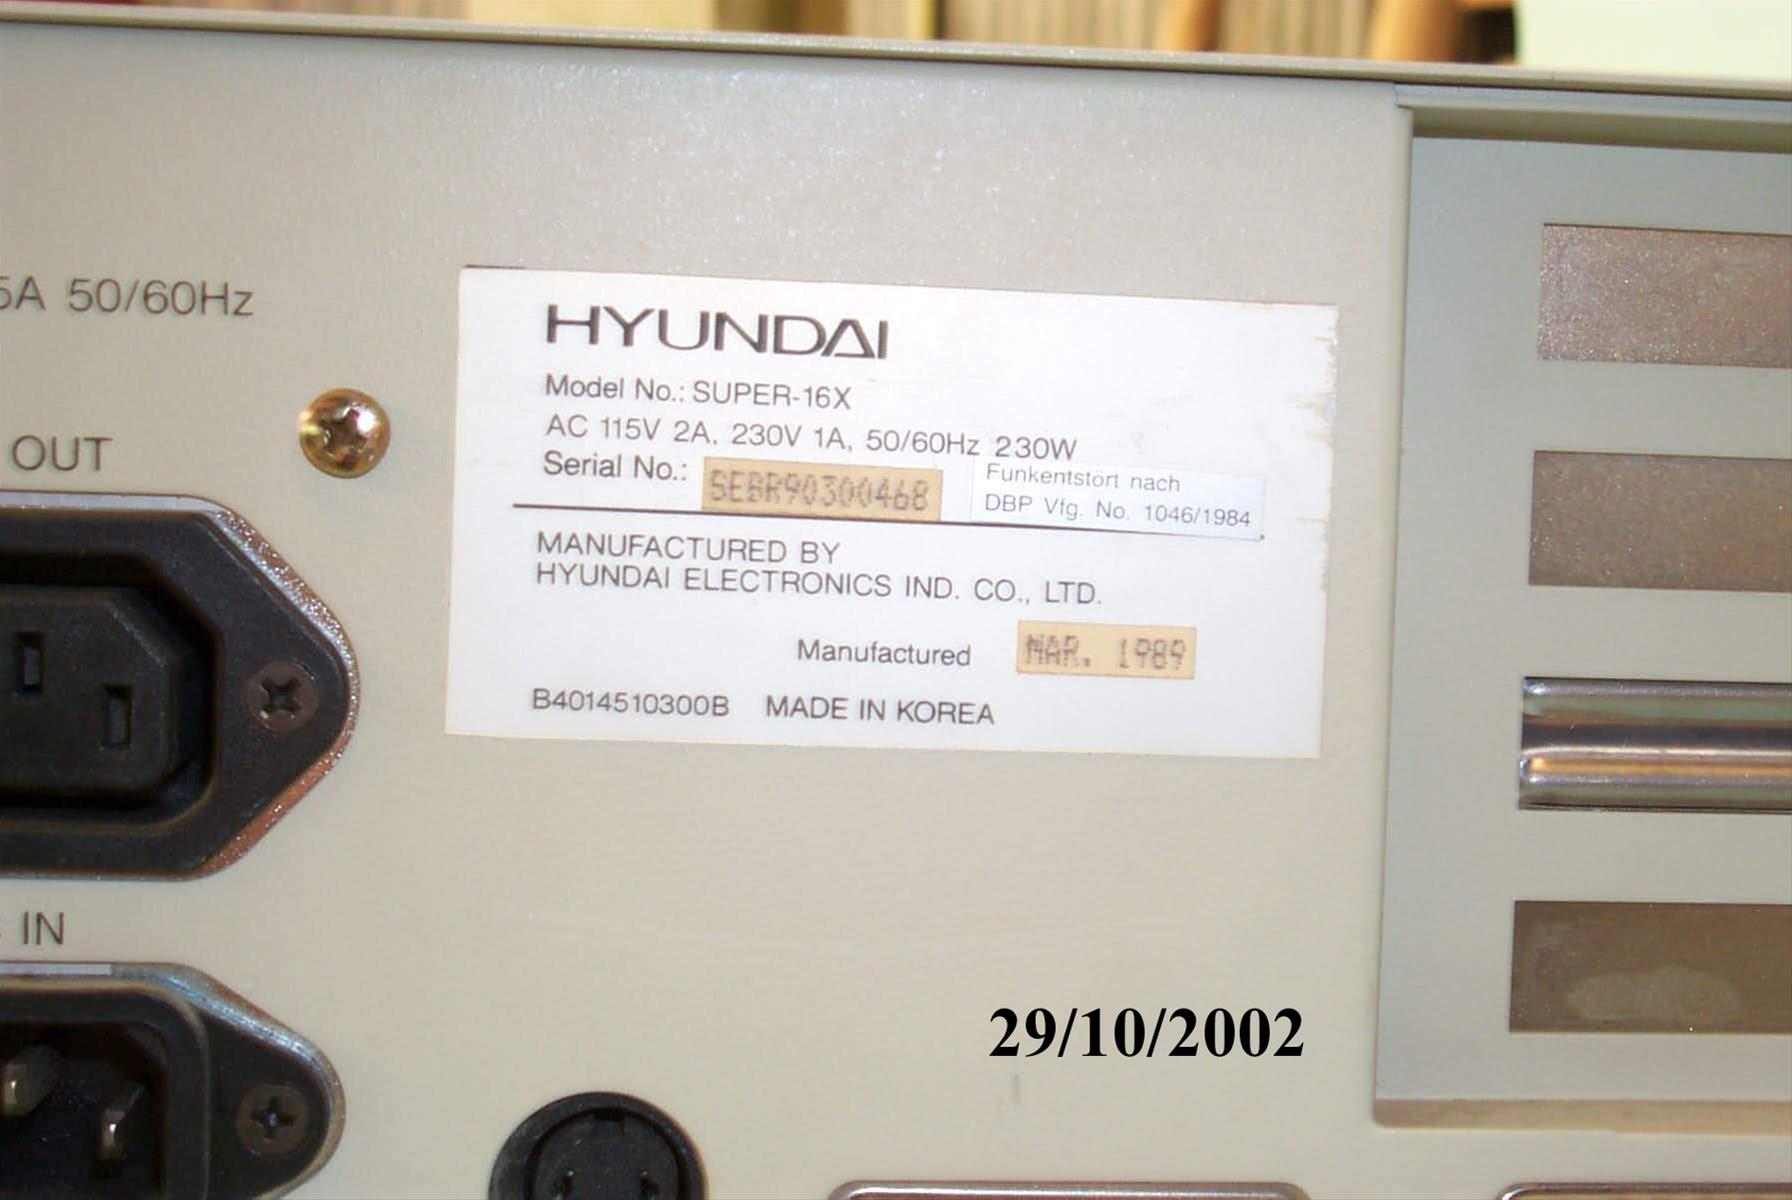 5A 50/60Hz
OUT
IN
HYUNDAI
Model No.: SUPER-16X
AC 115V 2A, 230V 1A, 50/60Hz 230W
Serial No.: SEBR90300468
Funkentstört nach
DBP Vfg. No. 1046/1984
MANUFACTURED BY
HYUNDAI ELECTRONICS IND. CO., LTD.
Manufactured MAR. 1989
B4014510300B MADE IN KOREA
29/10/2002